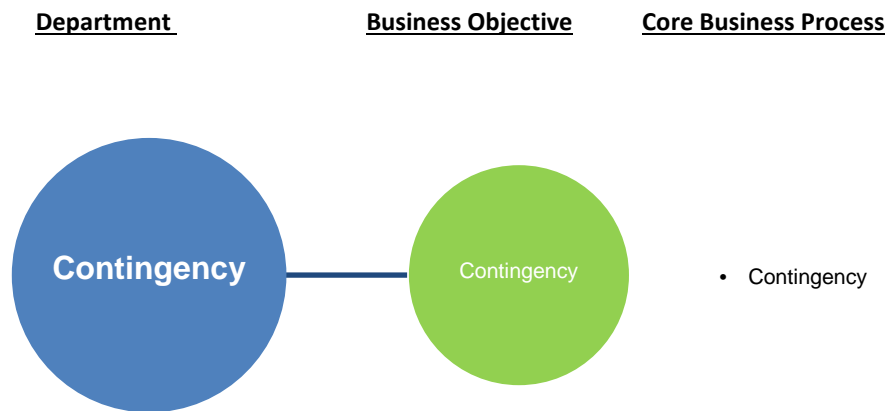 Department Business Objective Core Business Process
Contingency Contingency • Contingency